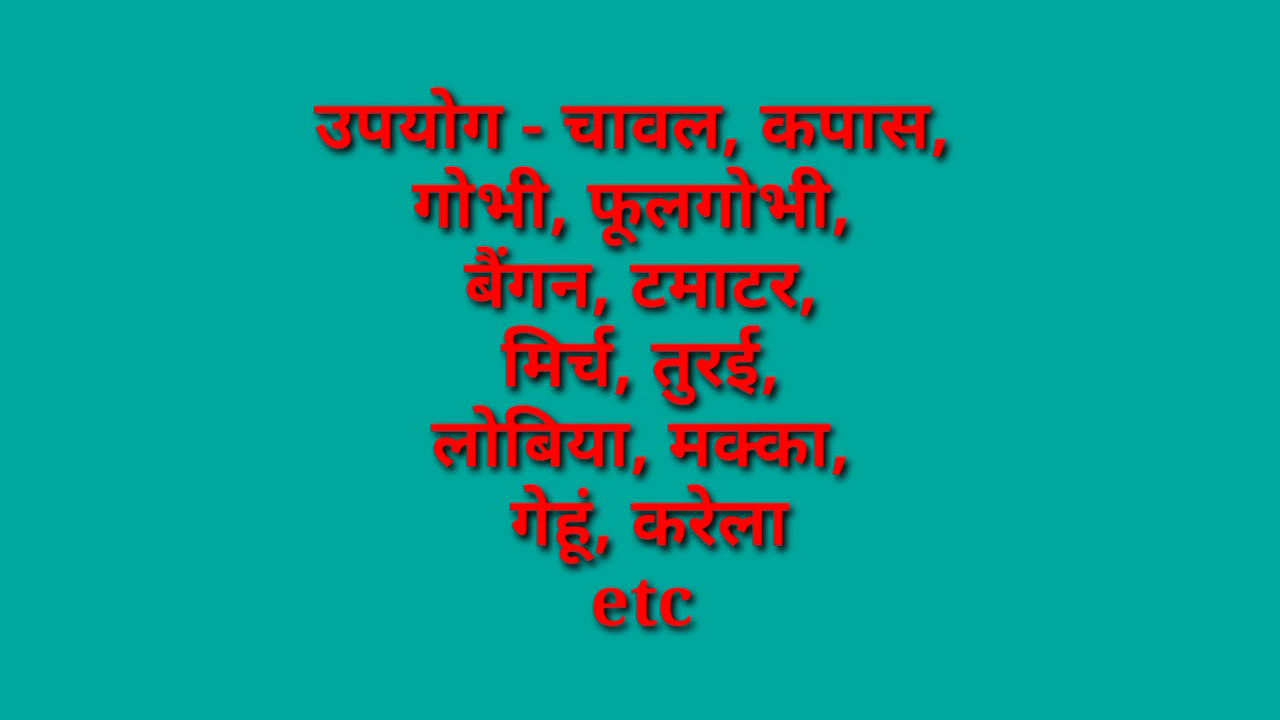 उपयोग - चावल, कपास,
गोभी, फूलगोभी,
बैंगन, टमाटर,
मिर्च, तुरई,
लोबिया, मक्का,
गेहूं, करेला
etc